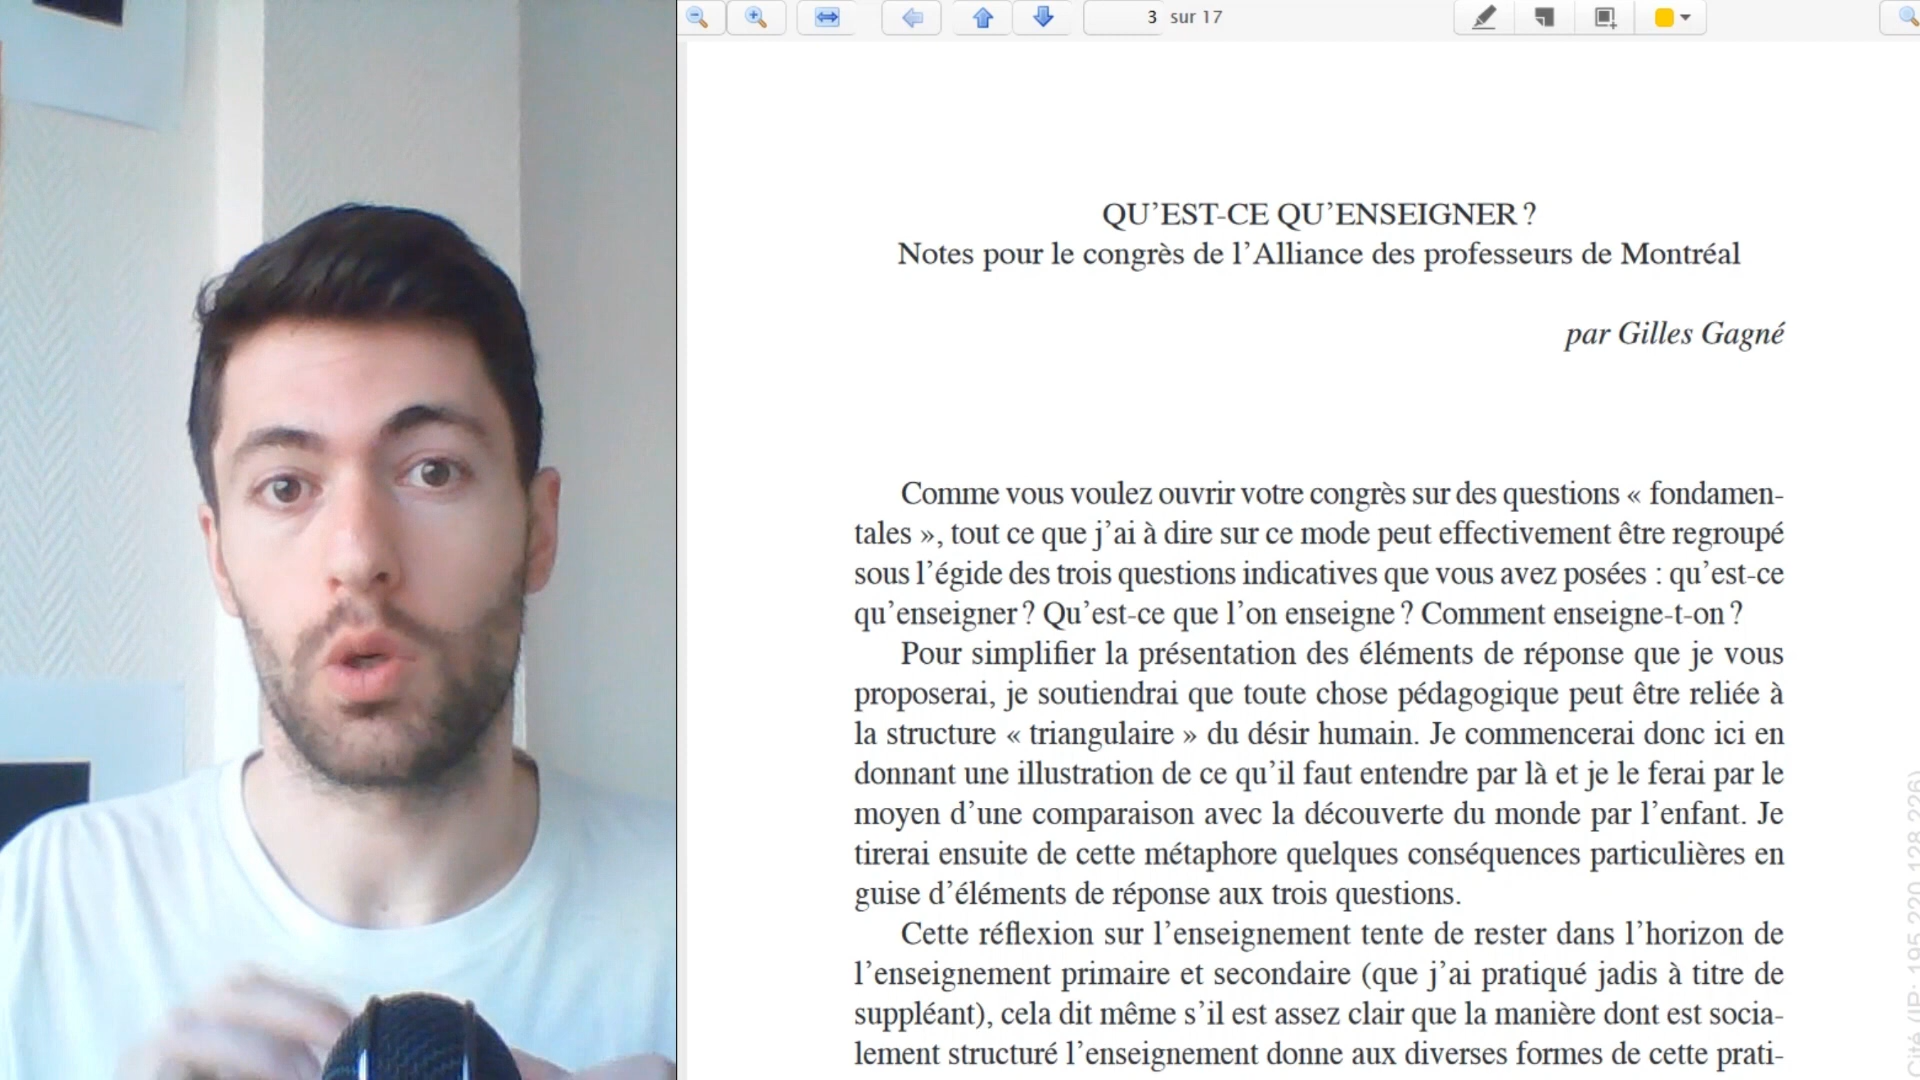 3 sur 17
QU'EST-CE QU'ENSEIGNER ?
Notes pour le congrès de l'Alliance des professeurs de Montréal
par Gilles Gagné
Comme vous voulez ouvrir votre congrès sur des questions « fondamen-
tales », tout ce que j'ai à dire sur ce mode peut effectivement être regroupé
sous l'égide des trois questions indicatives que vous avez posées : qu'est-ce
qu'enseigner ? Qu'est-ce que l'on enseigne ? Comment enseigne-t-on ?
Pour simplifier la présentation des éléments de réponse que je vous
proposerai, je soutiendrai que toute chose pédagogique peut être reliée à
la structure « triangulaire » du désir humain. Je commencerai donc ici en
donnant une illustration de ce qu'il faut entendre par là et je le ferai par le
moyen d'une comparaison avec la découverte du monde par l'enfant. Je
tirerai ensuite de cette métaphore quelques conséquences particulières en
guise d'éléments de réponse aux trois questions.
Cette réflexion sur l'enseignement tente de rester dans l'horizon de
l'enseignement primaire et secondaire (que j'ai pratiqué jadis à titre de
suppléant), cela dit même s'il est assez clair que la manière dont est socia-
lement structuré l'enseignement donne aux diverses formes de cette prati-
Cité (IP: 195.220.128.226)